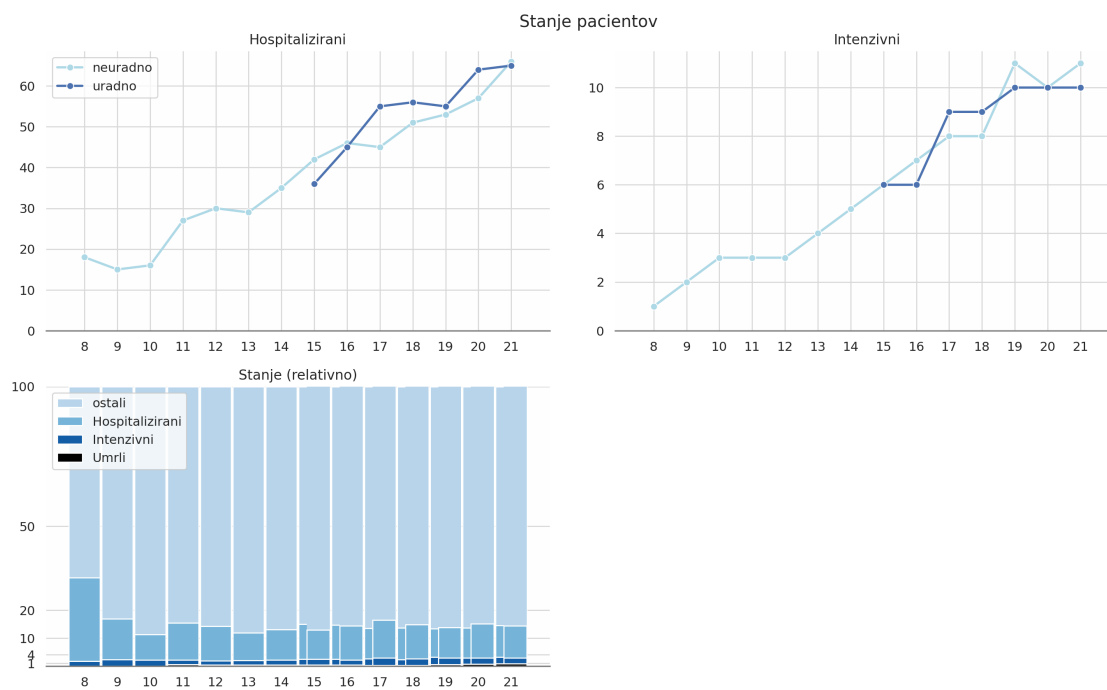 Stanje pacientov
Hospitalizirani
neuradno
uradno
60
50
40
30
20
10
0
8 9 10 11 12 13 14 15 16 17 18 19 20 21
Intenzivni
10
8
6
4
2
0
8 9 10 11 12 13 14 15 16 17 18 19 20 21
Stanje (relativno)
ostali
Hospitalizirani
Intenzivni
Umrli
100
50
20
10
4
1
8 9 10 11 12 13 14 15 16 17 18 19 20 21